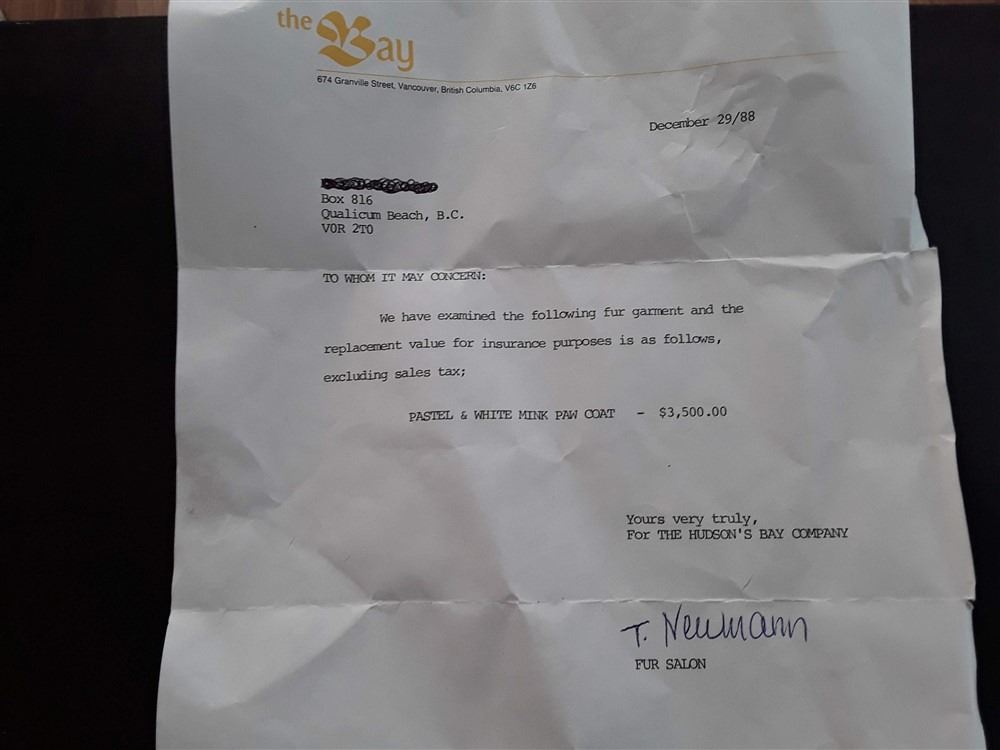 the Bay
674 Granville Street, Vancouver, British Columbia. V6C 1Z6
December 29/88
Box 816
Qualicum Beach, B.C.
V0R 2T0
TO WHOM IT MAY CONCERN:
We have examined the following fur garment and the
replacement value for insurance purposes is as follows,
excluding sales tax;
PASTEL & WHITE MINK PAW COAT - $3,500.00
Yours very truly,
For THE HUDSON'S BAY COMPANY
T. Neumann
FUR SALON